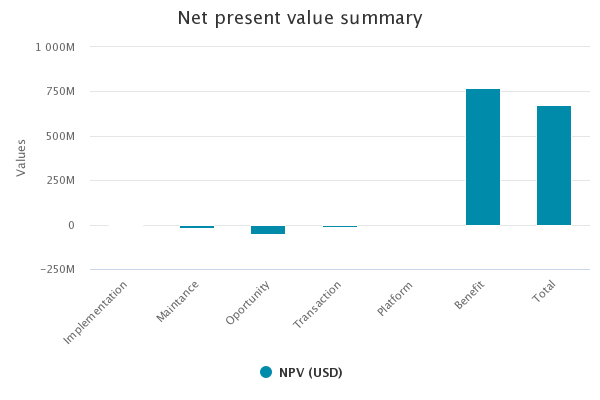 Net present value summary
1 000M
750M
500M
250M
0
−250M
Values
Implementation
Maintance
Oportunity
Transaction
Platform
Benefit
Total
NPV (USD)